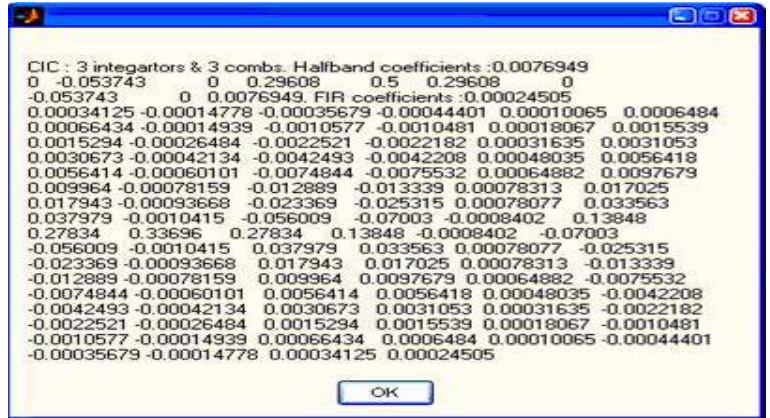 CIC : 3 integartors & 3 combs. Halfband coefficients :0.0076949
0 -0.053743 0 0.29608 0.5 0.29608 0
-0.053743 0 0.0076949. FIR coefficients :0.00024505
0.00034125 -0.00014778 -0.00035679 -0.00044401 0.00010065 0.0006484
0.00066434 -0.00014939 -0.0010577 -0.0010481 0.00018067 0.0015539
0.0015294 -0.00026484 -0.0022521 -0.0022182 0.00031635 0.0031053
0.0030673 -0.00042134 -0.0042493 -0.0042208 0.00048035 0.0056418
0.0056414 -0.00060101 -0.0074844 -0.0075532 0.00064882 0.0097679
0.009964 -0.00078159 -0.012889 -0.013339 0.00078313 0.017025
0.017943 -0.00093668 -0.023369 -0.025315 0.00078077 0.033563
0.037979 -0.0010415 -0.056009 -0.07003 -0.0008402 0.13848
0.27834 0.33696 0.27834 0.13848 -0.0008402 -0.07003
-0.056009 -0.0010415 0.037979 0.033563 0.00078077 -0.025315
-0.023369 -0.00093668 0.017943 0.017025 0.00078313 -0.013339
-0.012889 -0.00078159 0.009964 0.0097679 0.00064882 -0.0075532
-0.0074844 -0.00060101 0.0056414 0.0056418 0.00048035 -0.0042208
-0.0042493 -0.00042134 0.0030673 0.0031053 0.00031635 -0.0022182
-0.0022521 -0.00026484 0.0015294 0.0015539 0.00018067 -0.0010481
-0.0010577 -0.00014939 0.00066434 0.0006484 0.00010065 -0.00044401
-0.00035679 -0.00014778 0.00034125 0.00024505
OK